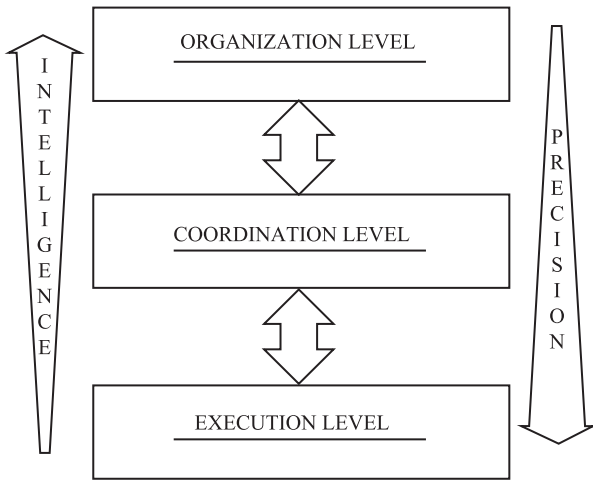 ORGANIZATION LEVEL
INTELLIGENCE
PRECISION
COORDINATION LEVEL
EXECUTION LEVEL